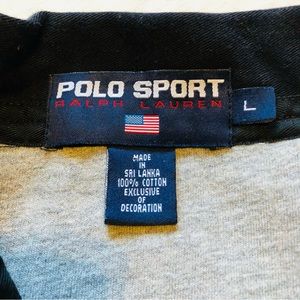 POLO SPORT
RALPH LAUREN
L
MADE
IN
SRI LANKA
100% COTTON
EXCLUSIVE
OF
DECORATION